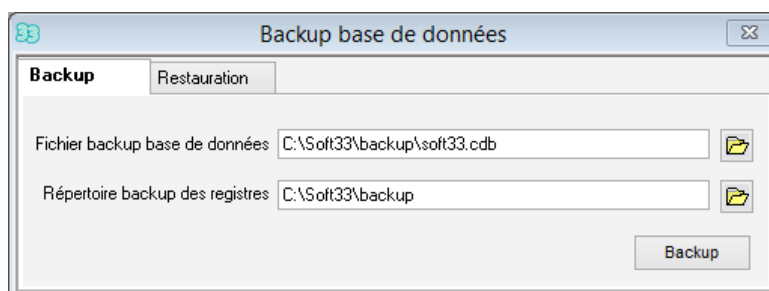 33 Backup base de données
Backup Restauration
Fichier backup base de données C:\Soft33\backup\soft33.cdb
Répertoire backup des registres C:\Soft33\backup
Backup